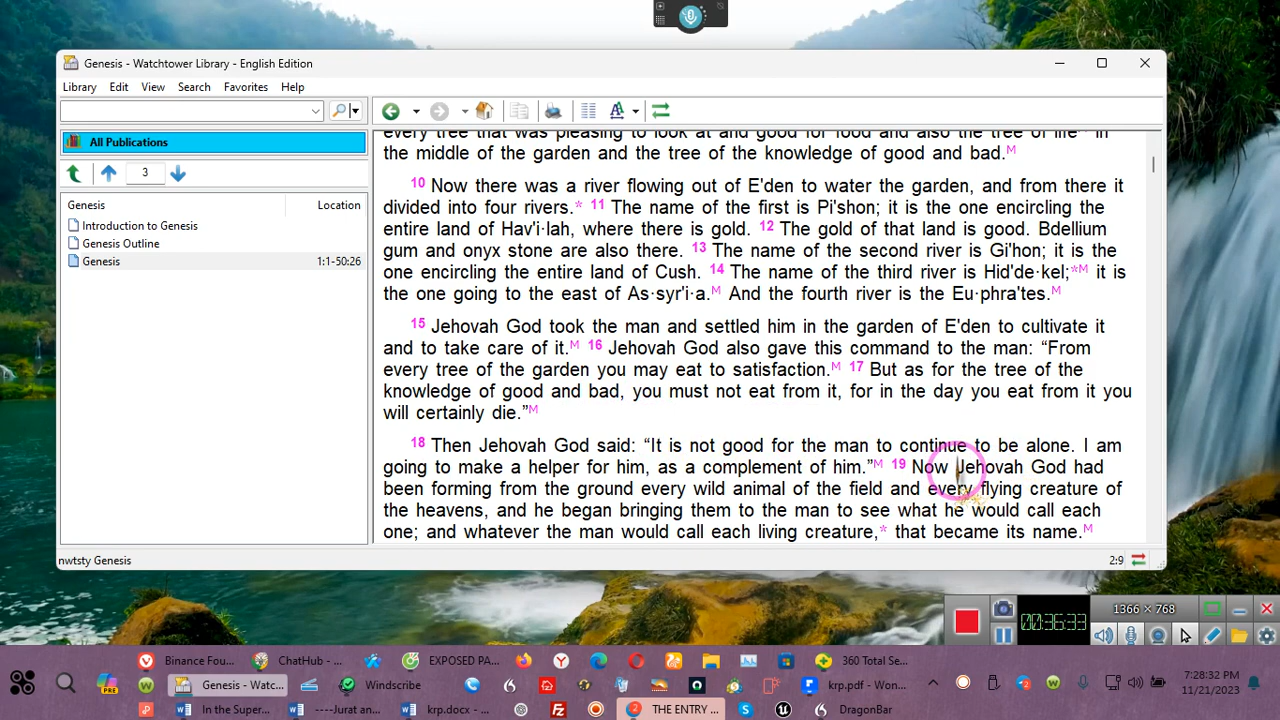 Genesis - Watchtower Library - English Edition
Library Edit View Search Favorites Help
All Publications
3
Genesis Location
Introduction to Genesis
Genesis Outline
Genesis 1:1-50:26
every tree that was pleasing to look at and good for food and also the tree of life M in
the middle of the garden and the tree of the knowledge of good and bad.M
10 Now there was a river flowing out of E'den to water the garden, and from there it
divided into four rivers.* 11 The name of the first is Pi'shon; it is the one encircling the
entire land of Hav'i·lah, where there is gold. 12 The gold of that land is good. Bdellium
gum and onyx stone are also there. 13 The name of the second river is Gi'hon; it is the
one encircling the entire land of Cush. 14 The name of the third river is Hid'de·kel;*M it is
the one going to the east of As·syr'i·a.M And the fourth river is the Eu·phra'tes.M
15 Jehovah God took the man and settled him in the garden of E'den to cultivate it
and to take care of it.M 16 Jehovah God also gave this command to the man: “From
every tree of the garden you may eat to satisfaction.M 17 But as for the tree of the
knowledge of good and bad, you must not eat from it, for in the day you eat from it you
will certainly die.”M
18 Then Jehovah God said: “It is not good for the man to continue to be alone. I am
going to make a helper for him, as a complement of him.”M 19 Now Jehovah God had
been forming from the ground every wild animal of the field and every flying creature of
the heavens, and he began bringing them to the man to see what he would call each
one; and whatever the man would call each living creature,* that became its name.M
nwtsty Genesis 2:9
1366 × 768
00:36:33
Binance Fou... ChatHub - ... EXPOSED PA... 360 Total Se...
PRE Genesis - Watc... Windscribe krp.pdf - Won... 7:28:32 PM
In the Super... ----Jurat an... krp.docx - ... THE ENTRY ... DragonBar 11/21/2023